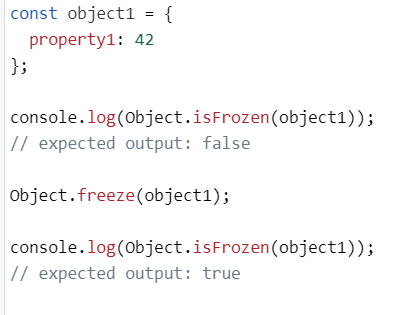 const object1 = {
  property1: 42
};

console.log(Object.isFrozen(object1));
// expected output: false

Object.freeze(object1);

console.log(Object.isFrozen(object1));
// expected output: true